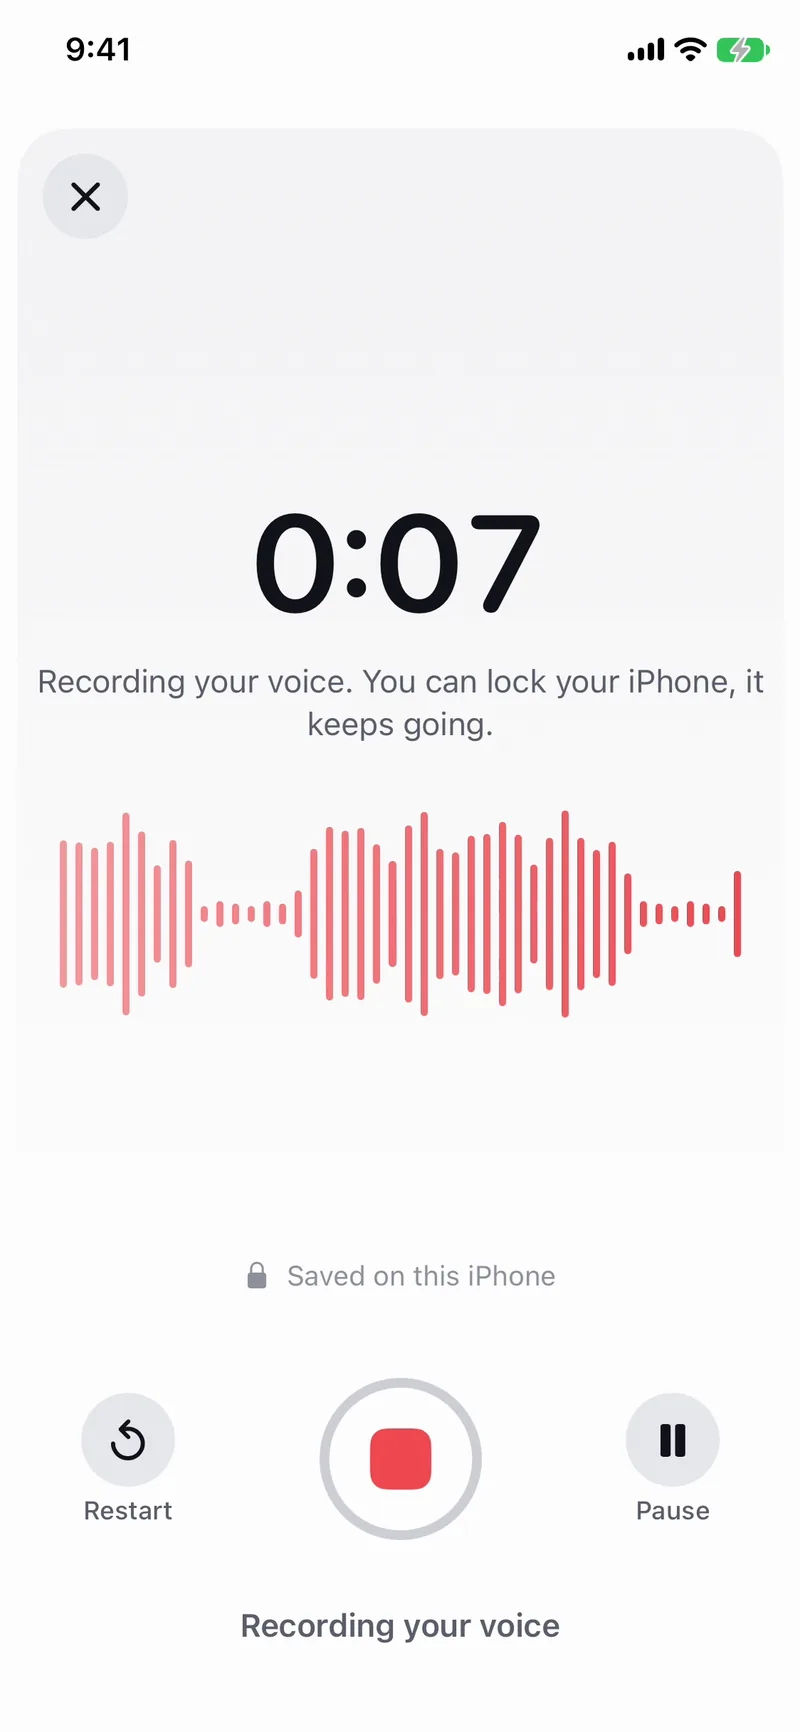 9:41
0:07
Recording your voice. You can lock your iPhone, it
keeps going.
Saved on this iPhone
Restart
Pause
Recording your voice